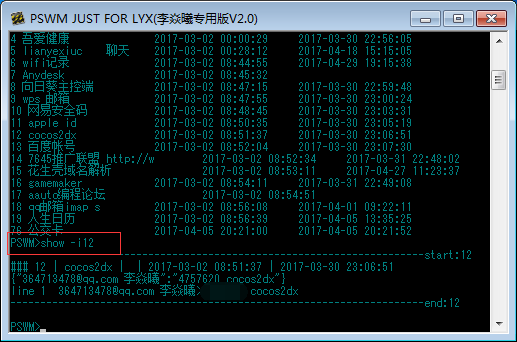 PSWM JUST FOR LYX(李焱曦专用版V2.0)
4 吾爱健康 2017-03-02 00:00:29 2017-03-30 22:56:05
5 lianyexiuc 聊天 2017-03-02 00:28:12 2017-04-18 15:15:05
6 wifi记录 2017-03-02 08:44:55 2017-04-29 19:15:38
7 Anydesk 2017-03-02 08:45:32
8 向日葵主控端 2017-03-02 08:47:15 2017-03-30 22:59:48
9 wps 邮箱 2017-03-02 08:47:55 2017-03-30 23:00:24
10 网易安全码 2017-03-02 08:48:45 2017-03-30 23:03:31
11 apple id 2017-03-02 08:50:35 2017-03-30 23:05:19
12 cocos2dx 2017-03-02 08:51:37 2017-03-30 23:06:51
13 百度帐号 2017-03-02 08:52:04 2017-03-30 23:07:30
14 7645推广联盟 http://w 2017-03-02 08:52:34 2017-03-31 22:48:02
15 花生壳域名解析 2017-03-02 08:53:11 2017-04-27 11:23:37
16 gamemaker 2017-03-02 08:54:11 2017-03-31 22:49:08
17 aauto编程论坛 2017-03-02 08:54:51
18 qq邮箱imap s 2017-03-02 08:56:08 2017-04-01 09:22:11
19 人生日历 2017-03-02 08:56:39 2017-04-05 13:35:25
76 公交卡 2017-04-05 20:21:00 2017-04-05 20:21:52
PSWM>show -i12
------------------------------------------------------------start:12
### 12 | cocos2dx | | 2017-03-02 08:51:37 | 2017-03-30 23:06:51
{"364713478@qq.com 李焱曦":"4757620 cocos2dx"}
line 1 364713478@qq.com 李焱曦> cocos2dx
------------------------------------------------------------end:12
PSWM>